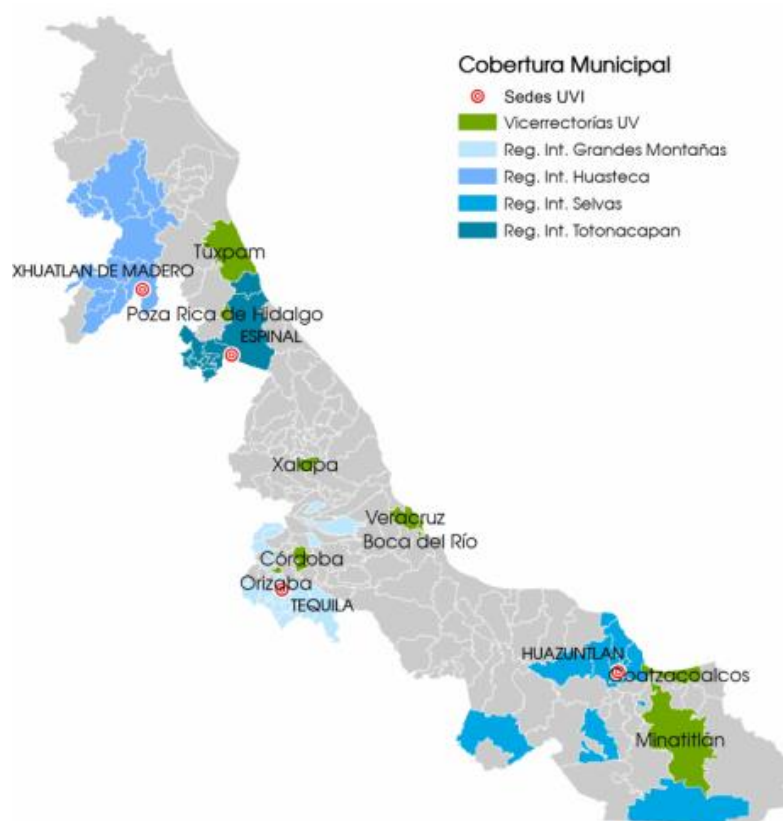 Cobertura Municipal
Sedes UVI
Vicerrectorías UV
Reg. Int. Grandes Montañas
Reg. Int. Huasteca
Reg. Int. Selvas
Reg. Int. Totonacapan
Túxpam
XHUATLAN DE MADERO
Poza Rica de Hidalgo
ESPINAL
Xalapa
Veracruz
Boca del Río
Córdoba
Orizaba
TEQUILA
HUAZUNTLAN
Coatzacoalcos
Minatitlán